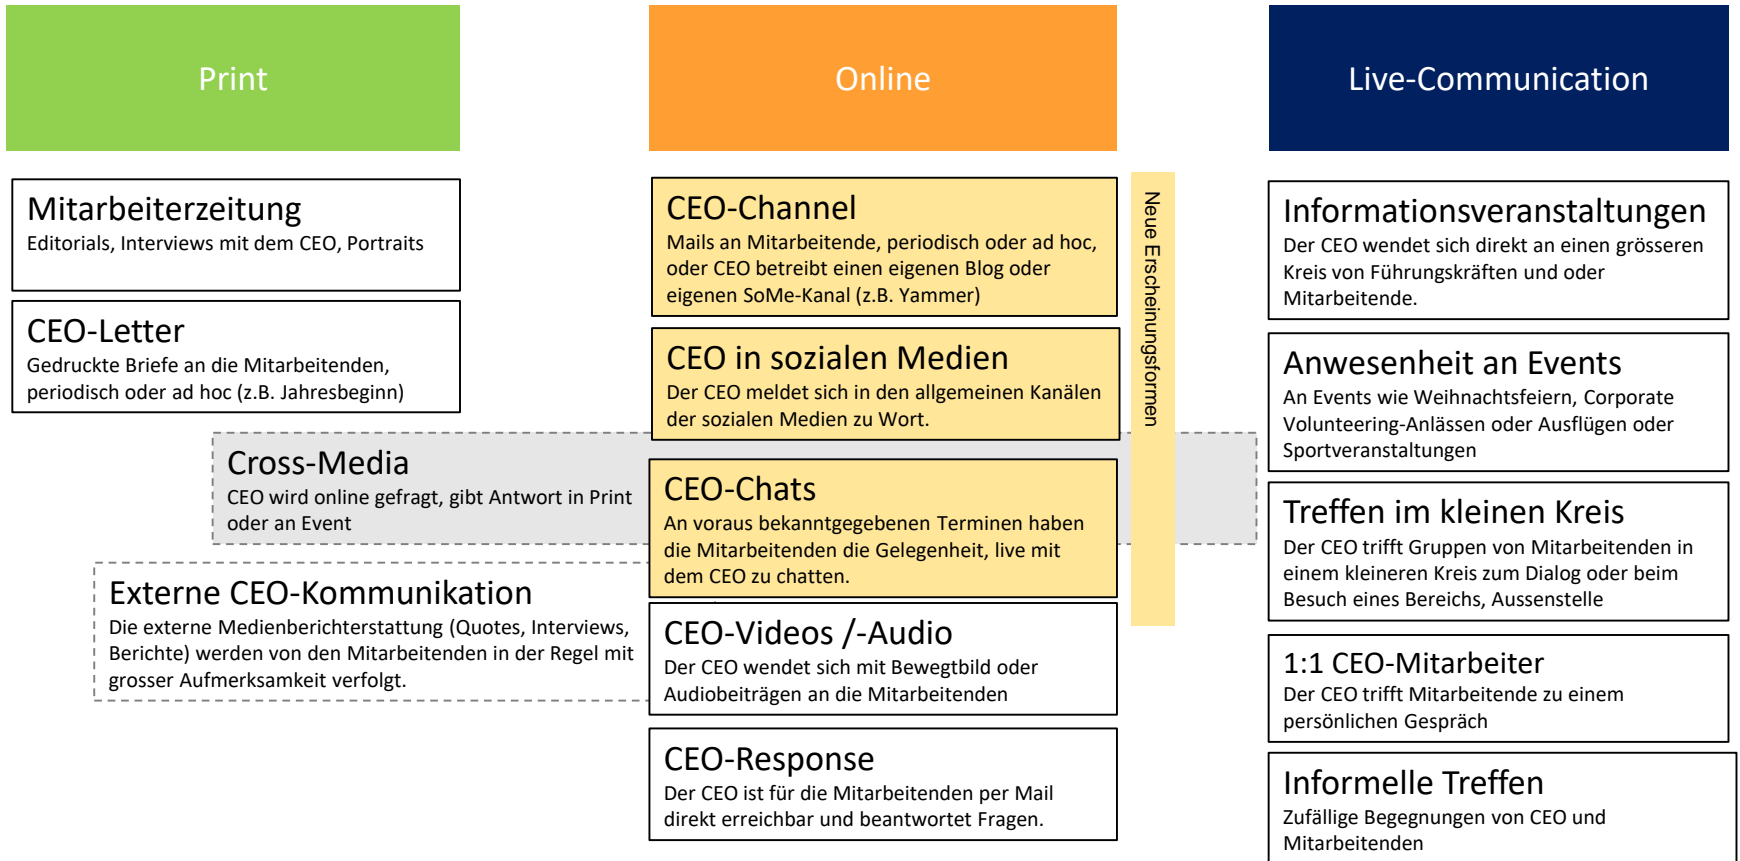 Print
Mitarbeiterzeitung
Editorials, Interviews mit dem CEO, Portraits
CEO-Letter
Gedruckte Briefe an die Mitarbeitenden,
periodisch oder ad hoc (z.B. Jahresbeginn)
Cross-Media
CEO wird online gefragt, gibt Antwort in Print
oder an Event
Externe CEO-Kommunikation
Die externe Medienberichterstattung (Quotes, Interviews,
Berichte) werden von den Mitarbeitenden in der Regel mit
grosser Aufmerksamkeit verfolgt.
Online
CEO-Channel
Mails an Mitarbeitende, periodisch oder ad hoc,
oder CEO betreibt einen eigenen Blog oder
eigenen SoMe-Kanal (z.B. Yammer)
CEO in sozialen Medien
Der CEO meldet sich in den allgemeinen Kanälen
der sozialen Medien zu Wort.
CEO-Chats
An voraus bekanntgegebenen Terminen haben
die Mitarbeitenden die Gelegenheit, live mit
dem CEO zu chatten.
CEO-Videos /-Audio
Der CEO wendet sich mit Bewegtbild oder
Audiobeiträgen an die Mitarbeitenden
CEO-Response
Der CEO ist für die Mitarbeitenden per Mail
direkt erreichbar und beantwortet Fragen.
Neue Erscheinungsformen
Live-Communication
Informationsveranstaltungen
Der CEO wendet sich direkt an einen grösseren
Kreis von Führungskräften und oder
Mitarbeitende.
Anwesenheit an Events
An Events wie Weihnachtsfeiern, Corporate
Volunteering-Anlässen oder Ausflügen oder
Sportveranstaltungen
Treffen im kleinen Kreis
Der CEO trifft Gruppen von Mitarbeitenden in
einem kleineren Kreis zum Dialog oder beim
Besuch eines Bereichs, Aussenstelle
1:1 CEO-Mitarbeiter
Der CEO trifft Mitarbeitende zu einem
persönlichen Gespräch
Informelle Treffen
Zufällige Begegnungen von CEO und
Mitarbeitenden